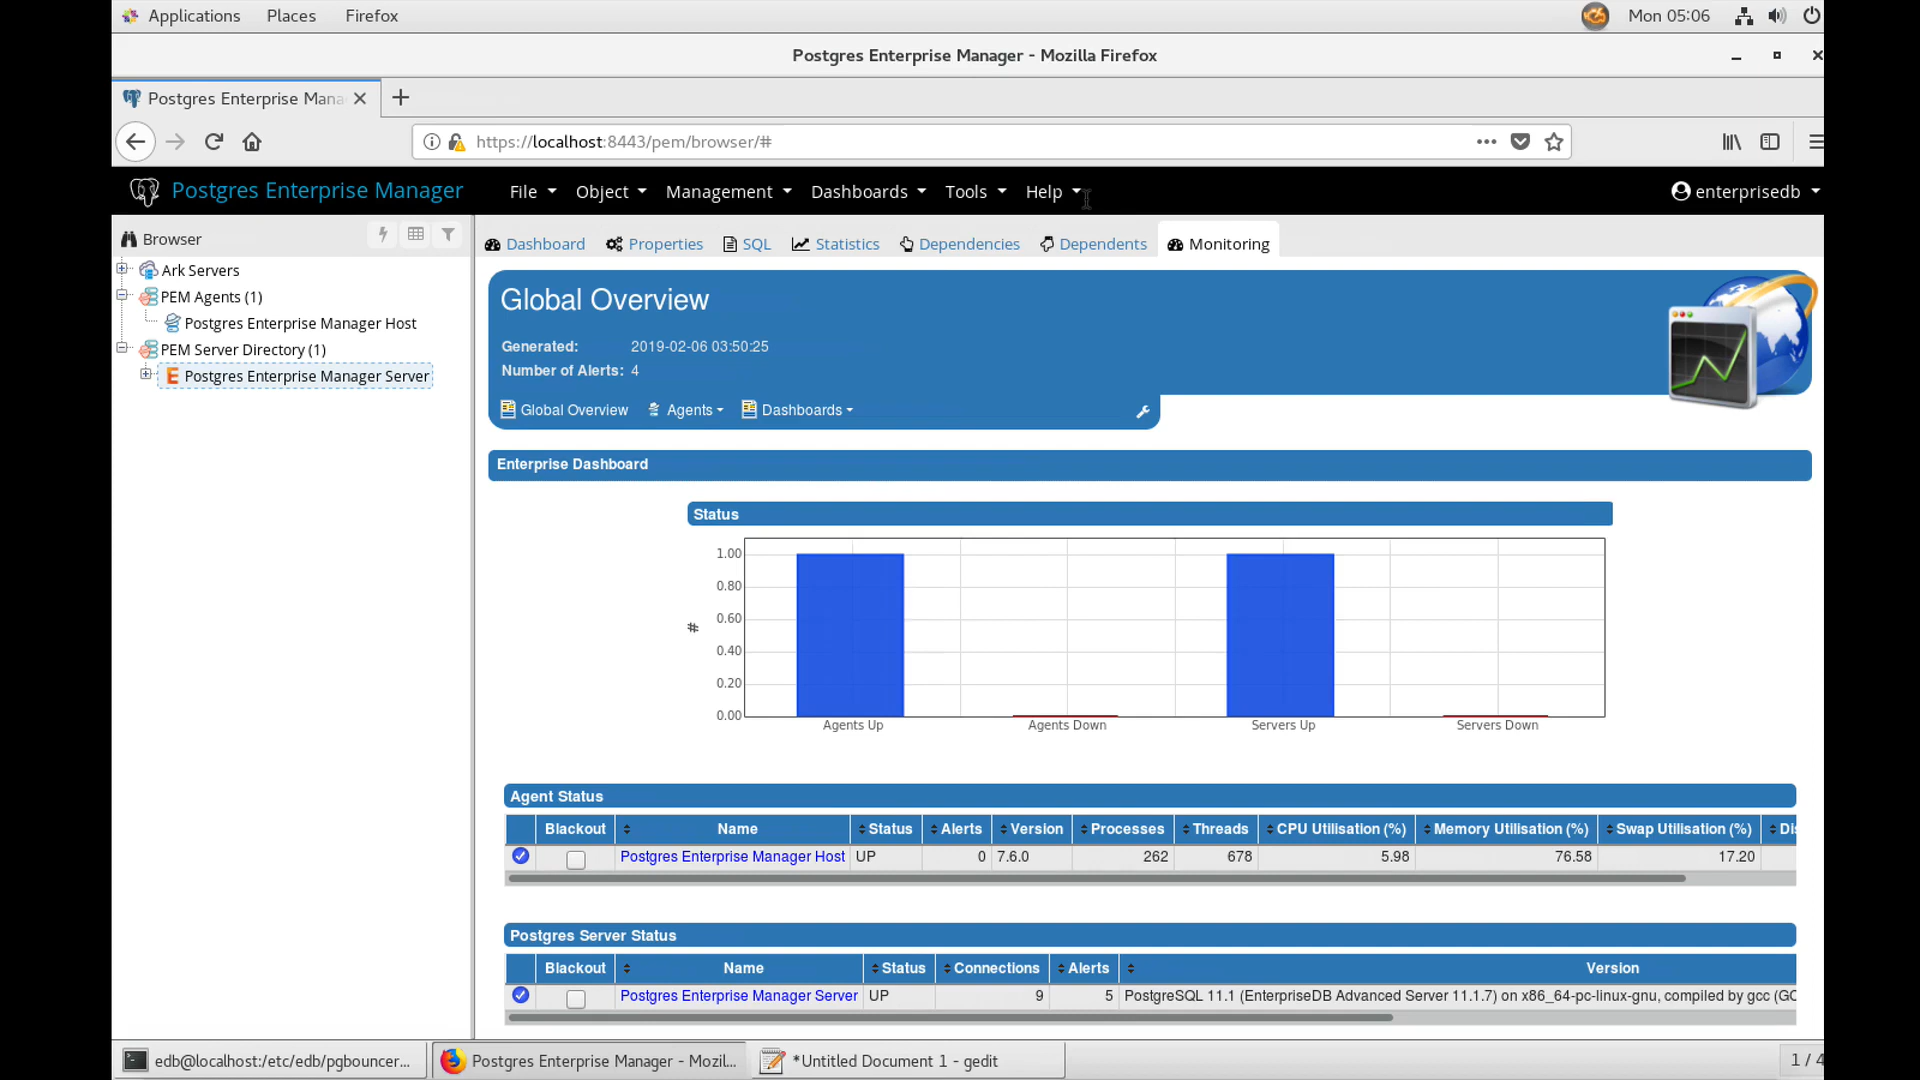 Applications Places Firefox Mon 05:06
Postgres Enterprise Manager - Mozilla Firefox
Postgres Enterprise Mana
https://localhost:8443/pem/browser/#
Postgres Enterprise Manager File Object Management Dashboards Tools Help enterprisedb
Browser
Dashboard Properties SQL Statistics Dependencies Dependents Monitoring
Ark Servers
PEM Agents (1)
Postgres Enterprise Manager Host
PEM Server Directory (1)
Postgres Enterprise Manager Server
Global Overview
Generated: 2019-02-06 03:50:25
Number of Alerts: 4
Global Overview Agents Dashboards
Enterprise Dashboard
Status
1.00
0.80
0.60
#
0.40
0.20
0.00
Agents Up Agents Down Servers Up Servers Down
Agent Status
Blackout Name Status Alerts Version Processes Threads CPU Utilisation (%) Memory Utilisation (%) Swap Utilisation (%)
Postgres Enterprise Manager Host UP 0 7.6.0 262 678 5.98 76.58 17.20
Postgres Server Status
Blackout Name Status Connections Alerts Version
Postgres Enterprise Manager Server UP 9 5 PostgreSQL 11.1 (EnterpriseDB Advanced Server 11.1.7) on x86_64-pc-linux-gnu, compiled by gcc
edb@localhost:/etc/edb/pgbouncer... Postgres Enterprise Manager - Mozil... *Untitled Document 1 - gedit 1 / 4